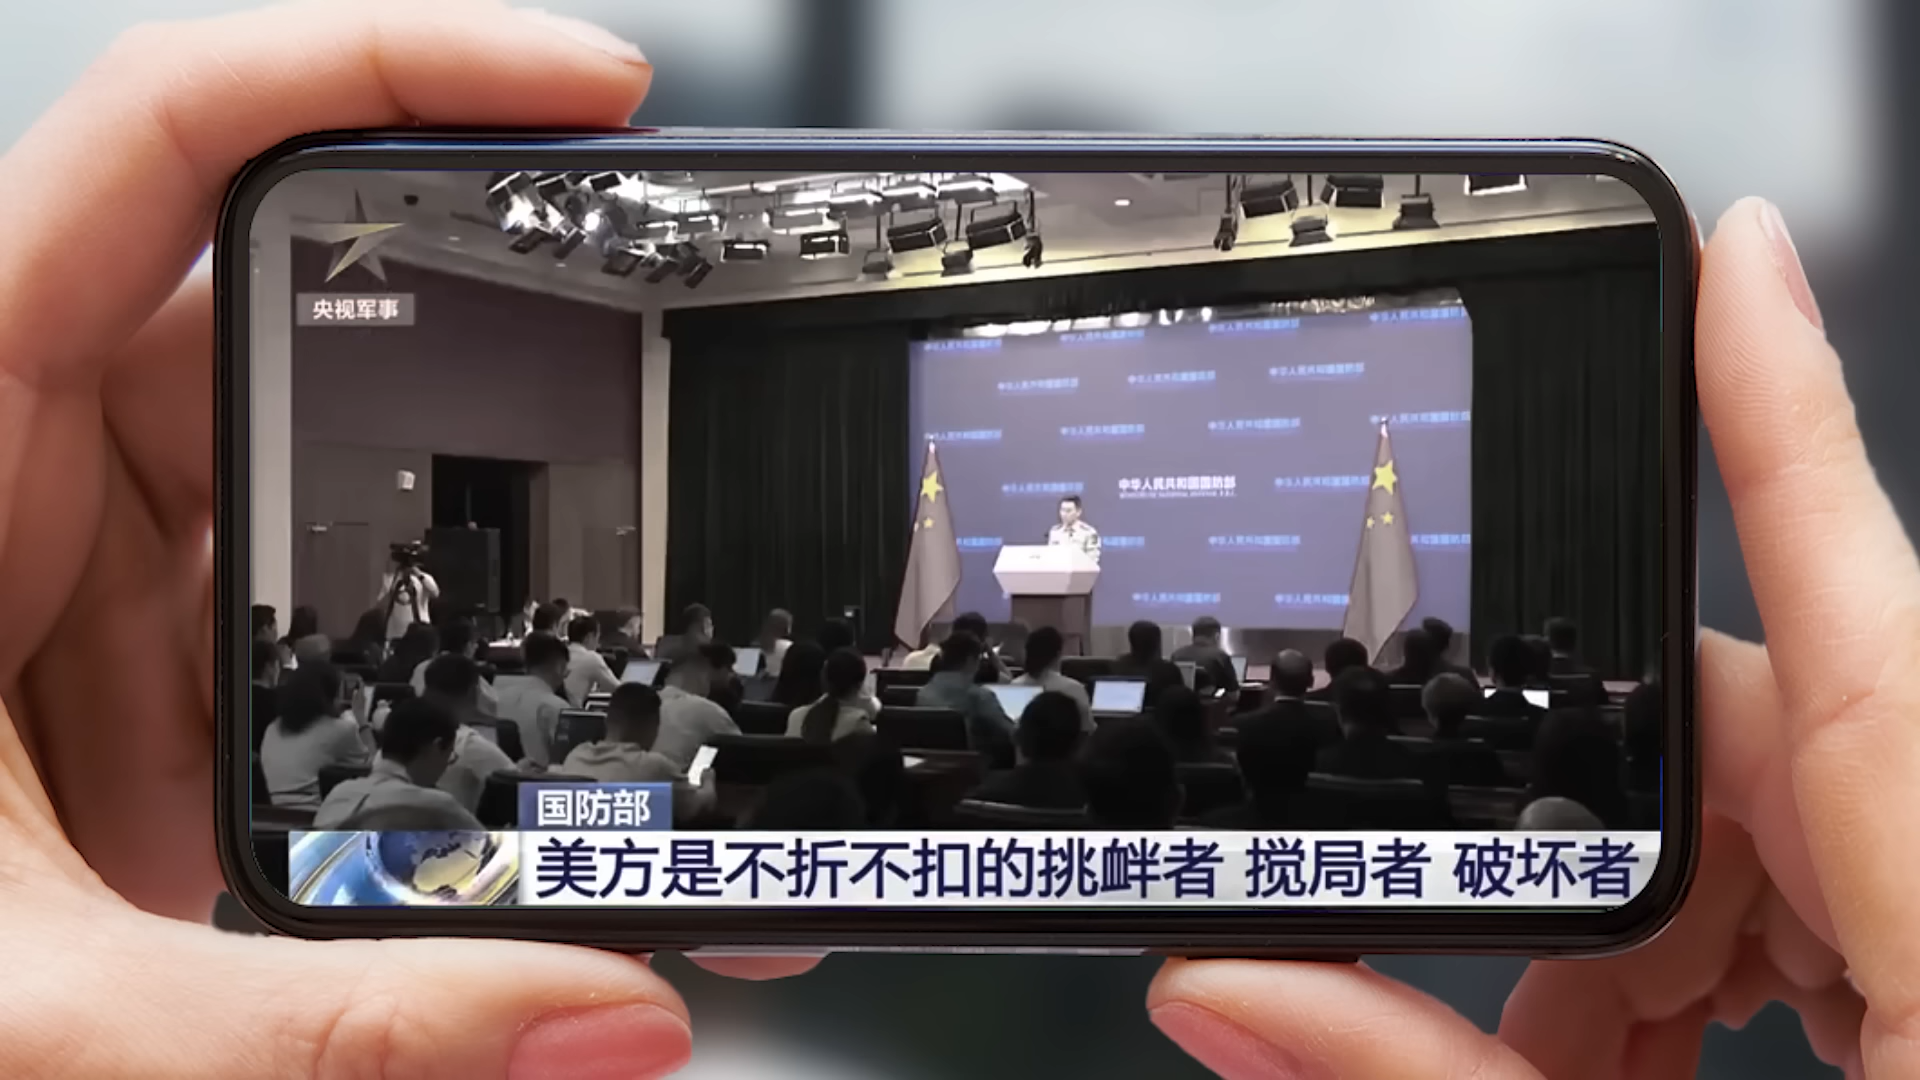 央视军事
中华人民共和国国防部
国防部
美方是不折不扣的挑衅者 搅局者 破坏者